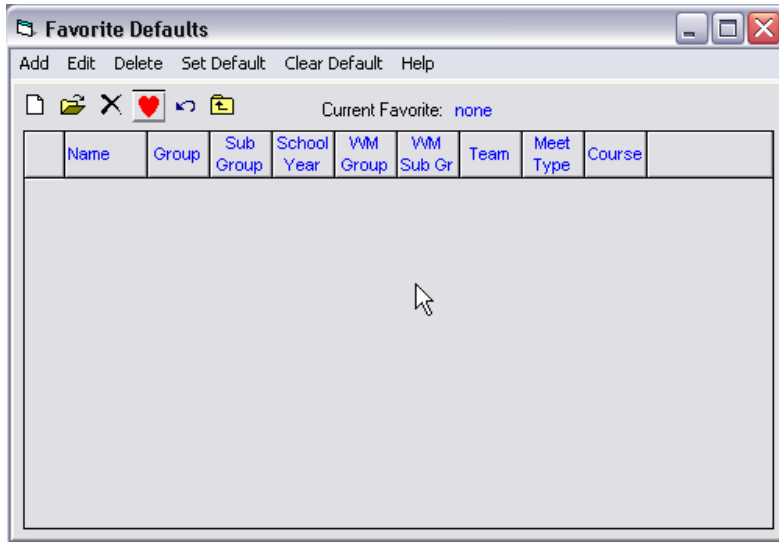 Favorite Defaults
Add Edit Delete Set Default Clear Default Help
Current Favorite: none
Name Group Sub Group School Year WM Group WM Sub Gr Team Meet Type Course